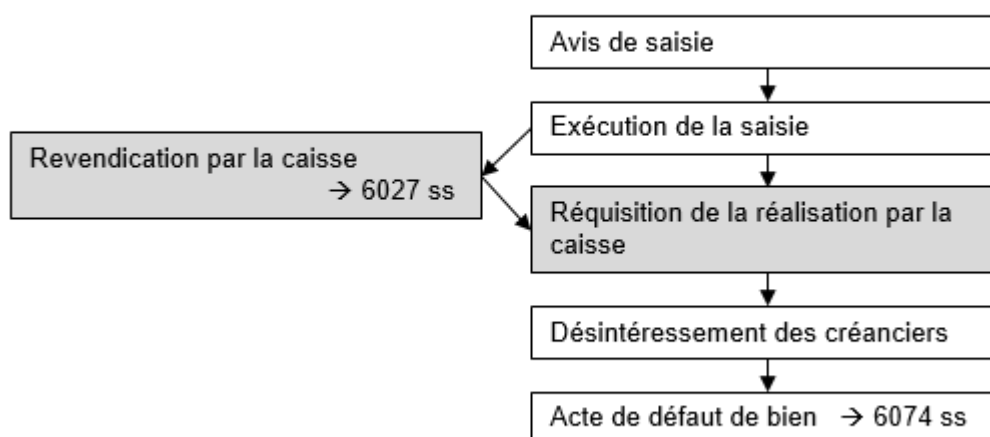 Avis de saisie
Exécution de la saisie
Revendication par la caisse
→ 6027 ss
Réquisition de la réalisation par la
caisse
Désintéressement des créanciers
Acte de défaut de bien → 6074 ss